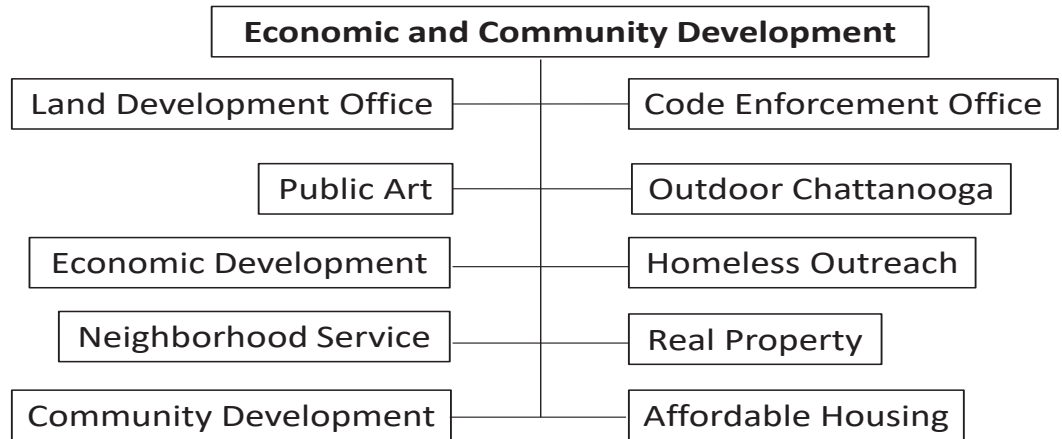 Economic and Community Development
Land Development Office
Code Enforcement Office
Public Art
Outdoor Chattanooga
Economic Development
Homeless Outreach
Neighborhood Service
Real Property
Community Development
Affordable Housing